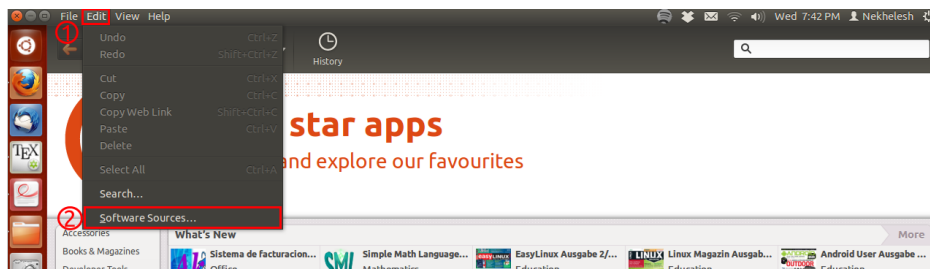 File Edit View Help
Wed 7:42 PM Nekhelesh
①
Undo Ctrl+Z
Redo Shift+Ctrl+Z
Cut Ctrl+X
Copy Ctrl+C
Copy Web Link Shift+Ctrl+C
Paste Ctrl+V
Delete
Select All Ctrl+A
Search...
② Software Sources...
History
star apps
and explore our favourites
TEX
Accessories
Books & Magazines
Developer Tools
What's New
More
Sistema de facturacion...
Office
Simple Math Language...
Mathematics
EasyLinux Ausgabe 2/...
Education
Linux Magazin Ausgab...
Education
Android User Ausgabe ...
Education